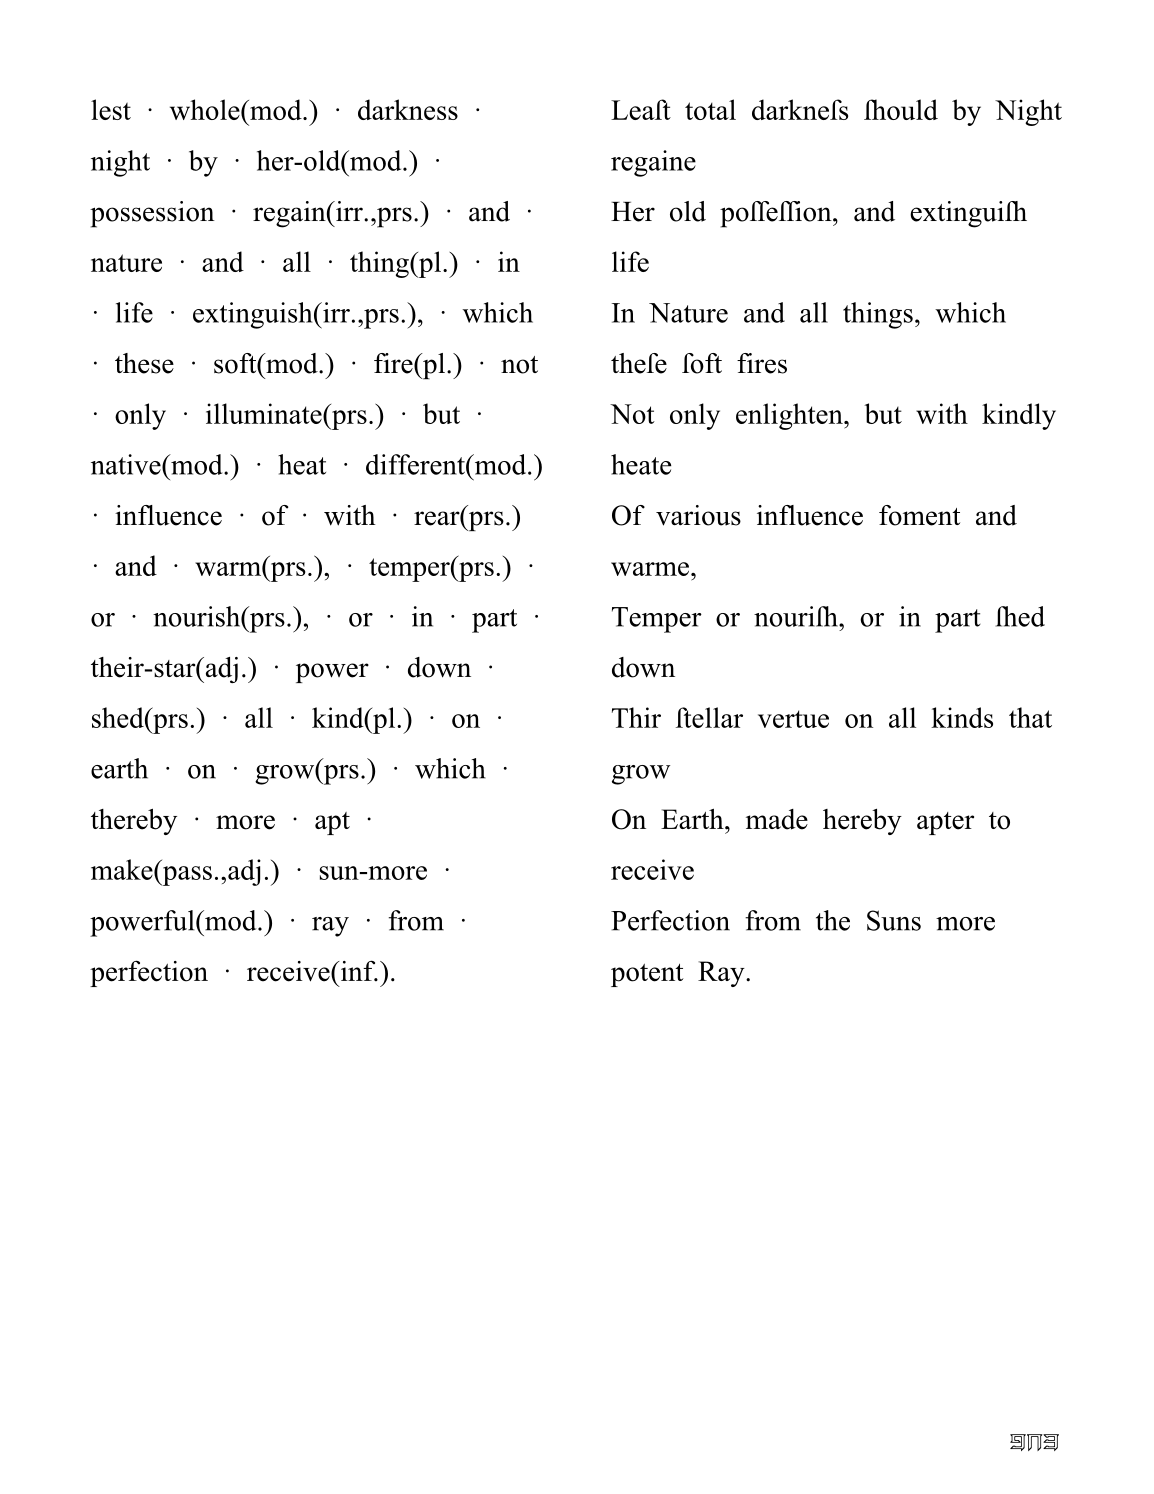 lest · whole(mod.) · darkness ·
night · by · her-old(mod.) ·
possession · regain(irr.,prs.) · and ·
nature · and · all · thing(pl.) · in
· life · extinguish(irr.,prs.), · which
· these · soft(mod.) · fire(pl.) · not
· only · illuminate(prs.) · but ·
native(mod.) · heat · different(mod.)
· influence · of · with · rear(prs.)
· and · warm(prs.), · temper(prs.) ·
or · nourish(prs.), · or · in · part ·
their-star(adj.) · power · down ·
shed(prs.) · all · kind(pl.) · on ·
earth · on · grow(prs.) · which ·
thereby · more · apt ·
make(pass.,adj.) · sun-more ·
powerful(mod.) · ray · from ·
perfection · receive(inf.).
Leaſt total darkneſs ſhould by Night
regaine
Her old poſſeſſion, and extinguiſh
life
In Nature and all things, which
theſe ſoft fires
Not only enlighten, but with kindly
heate
Of various influence foment and
warme,
Temper or nouriſh, or in part ſhed
down
Thir ſtellar vertue on all kinds that
grow
On Earth, made hereby apter to
receive
Perfection from the Suns more
potent Ray.